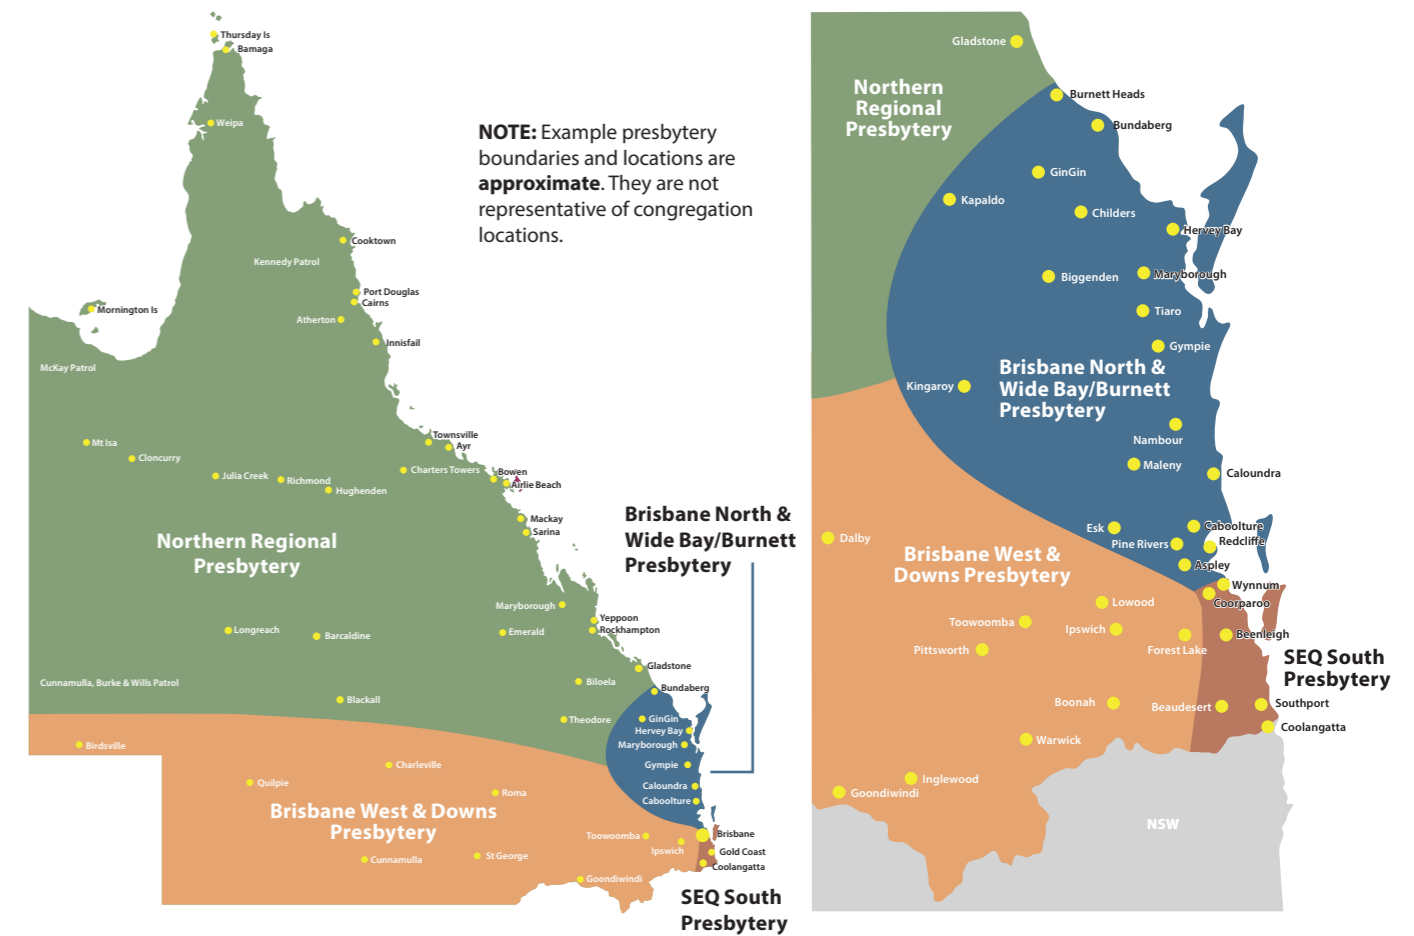 Thursday Is
Bamaga
Weipa
NOTE: Example presbytery
boundaries and locations are
approximate. They are not
representative of congregation
locations.
Cooktown
Kennedy Patrol
Port Douglas
Cairns
Mornington Is
Atherton
Innisfail
McKay Patrol
Townsville
Mt Isa
Ayr
Cloncurry
Charters Towers
Bowen
Julia Creek
Richmond
Airlie Beach
Hughenden
Mackay
Sarina
Northern Regional
Presbytery
Brisbane North &
Wide Bay/Burnett
Presbytery
Maryborough
Yeppoon
Rockhampton
Longreach
Barcaldine
Emerald
Gladstone
Cunnamulla, Burke & Wills Patrol
Biloela
Bundaberg
Blackall
Theodore
GinGin
Hervey Bay
Birdsville
Maryborough
Charleville
Gympie
Quilpie
Roma
Caloundra
Caboolture
Brisbane West & Downs
Presbytery
Toowoomba
Brisbane
Ipswich
Gold Coast
Cunnamulla
St George
Coolangatta
Goondiwindi
SEQ South
Presbytery
Gladstone
Northern
Regional
Presbytery
Burnett Heads
Bundaberg
GinGin
Kapaldo
Childers
Hervey Bay
Biggenden
Maryborough
Tiaro
Gympie
Brisbane North &
Wide Bay/Burnett
Presbytery
Kingaroy
Nambour
Maleny
Caloundra
Esk
Caboolture
Dalby
Pine Rivers
Redcliffe
Brisbane West &
Downs Presbytery
Aspley
Wynnum
Lowood
Coorparoo
Toowoomba
Ipswich
Beenleigh
Pittsworth
Forest Lake
SEQ South
Presbytery
Boonah
Beaudesert
Southport
Coolangatta
Warwick
Inglewood
Goondiwindi
NSW